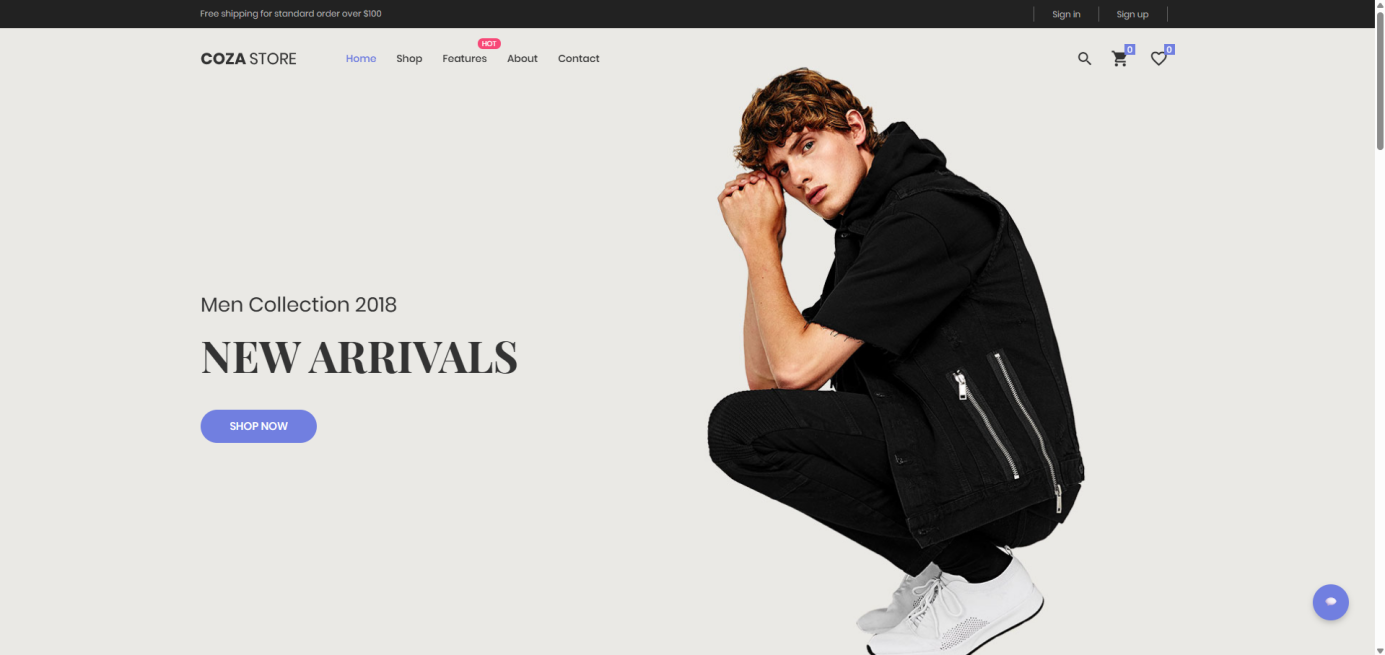 Free shipping for standard order over $100
Sign in
Sign up
COZA STORE
Home
Shop
HOT
Features
About
Contact
0
0
Men Collection 2018
NEW ARRIVALS
SHOP NOW